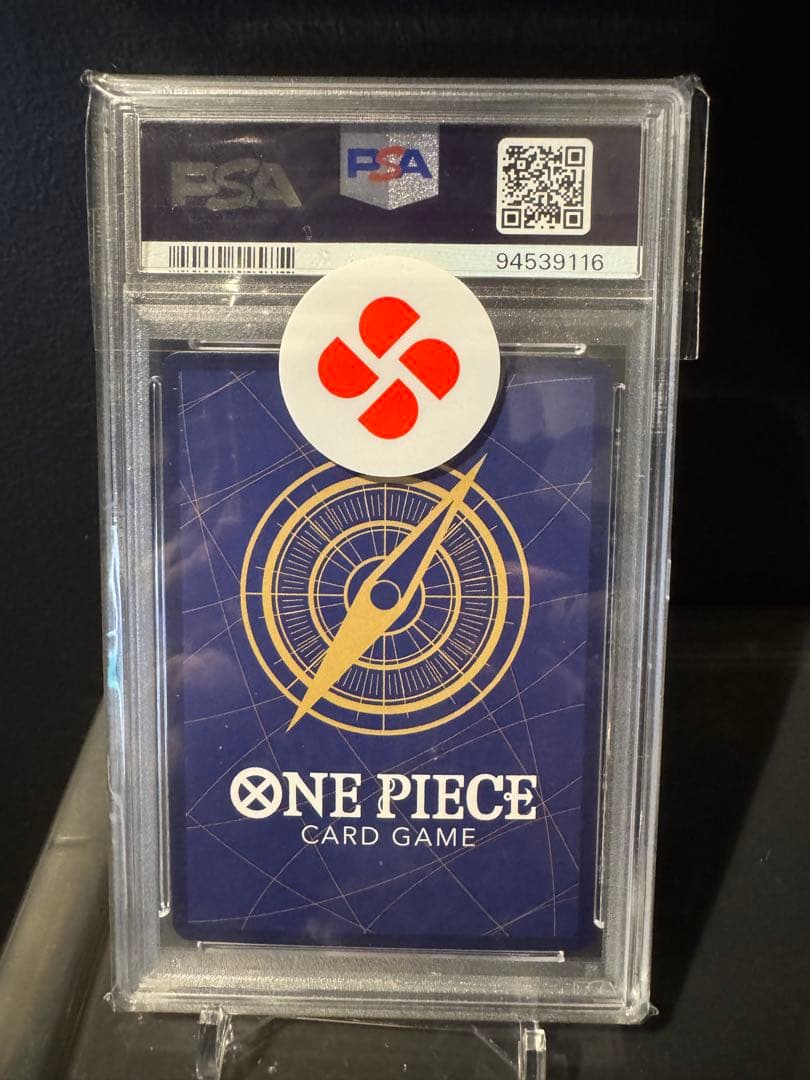 PSA
PSA
94539116
ONE PIECE
CARD GAME